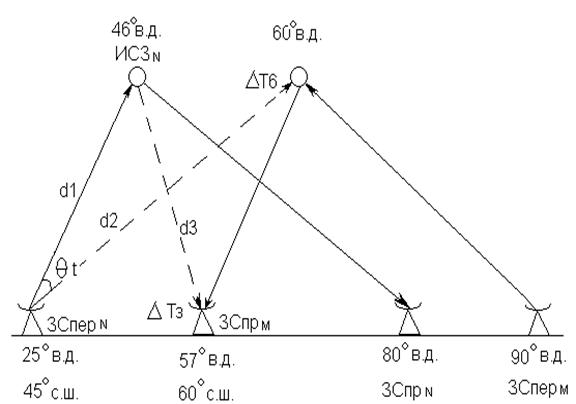 46°в.д.
ИСЗ N
60°в.д.
ΔТб
d1
d2
d3
θt
ЗСпер N
ΔТз
ЗСпр М
25°в.д.
45°с.ш.
57°в.д.
60°с.ш.
80°в.д.
ЗСпр N
90°в.д.
ЗСпер М